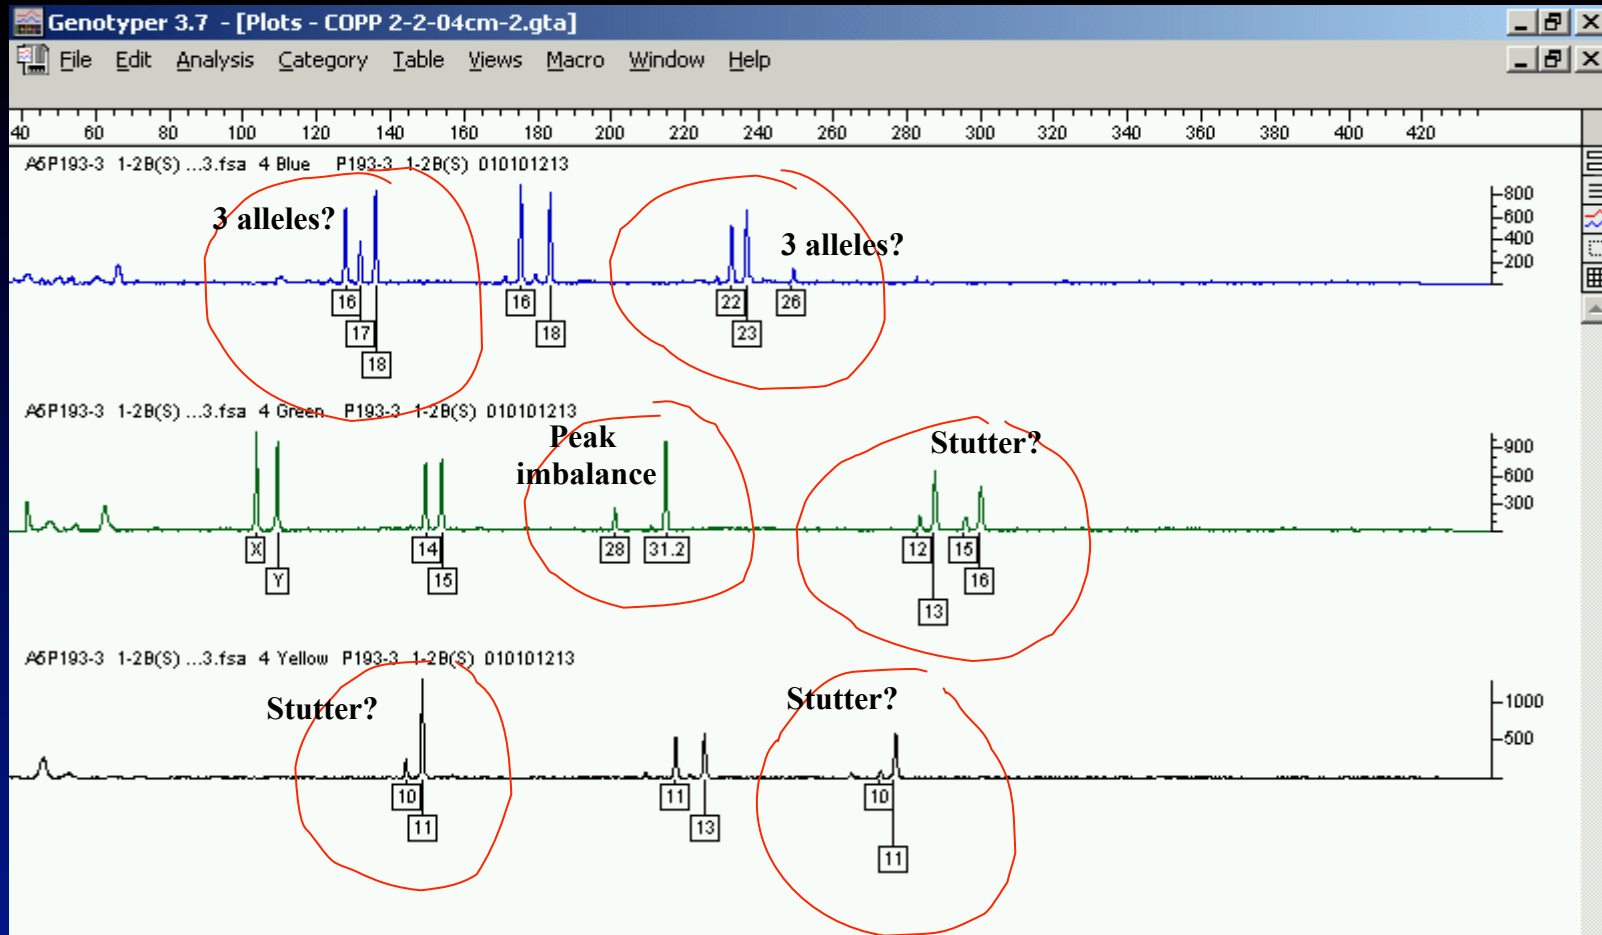 Genotyper 3.7 - [Plots - COPP 2-2-04cm-2.gta]
File Edit Analysis Category Table Views Macro Window Help
40 60 80 100 120 140 160 180 200 220 240 260 280 300 320 340 360 380 400 420
A5P193-3 1-2B(S) ...3.fsa 4 Blue P193-3 1-2B(S) 010101213
3 alleles?
3 alleles?
800
600
400
200
16 16 22 26
17 18 23
18
A5P193-3 1-2B(S) ...3.fsa 4 Green P193-3 1-2B(S) 010101213
Peak
imbalance
Stutter?
900
600
300
X 14 28 31.2 12 15
Y 15 16
13
A5P193-3 1-2B(S) ...3.fsa 4 Yellow P193-3 1-2B(S) 010101213
Stutter?
Stutter?
1000
500
10 11 10
11 13
11